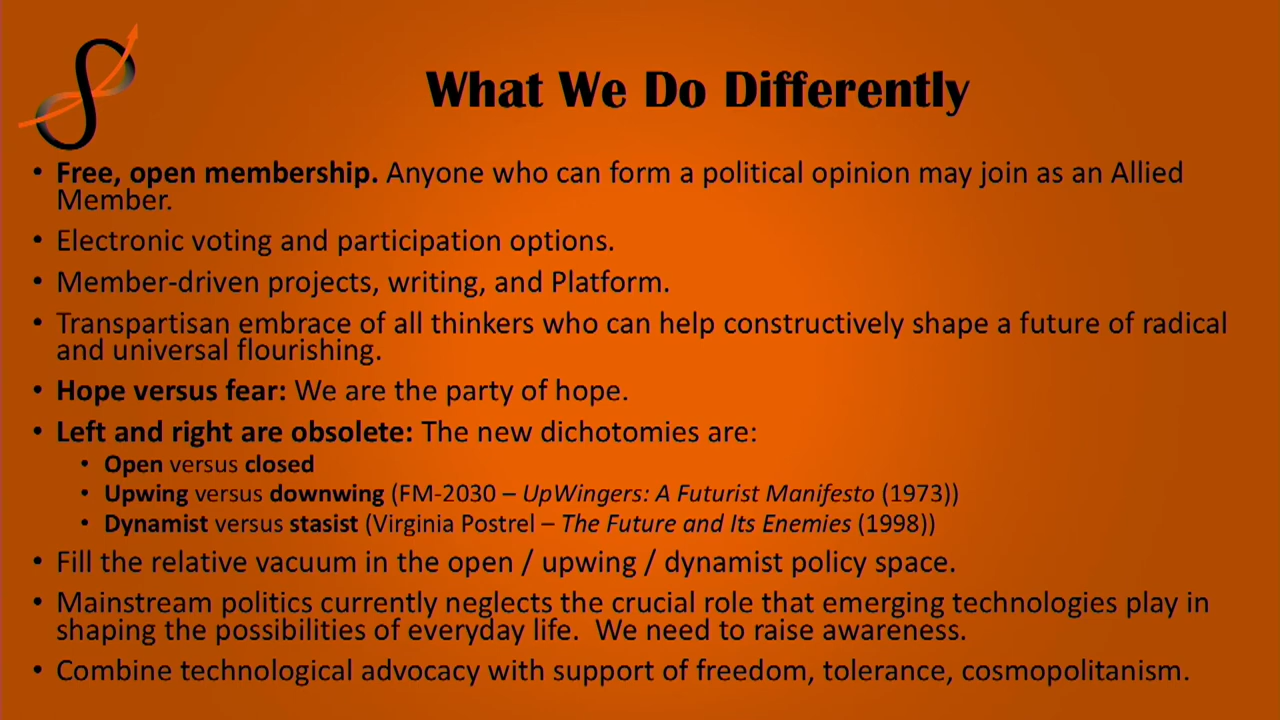 What We Do Differently
• Free, open membership. Anyone who can form a political opinion may join as an Allied
Member.
• Electronic voting and participation options.
• Member-driven projects, writing, and Platform.
• Transpartisan embrace of all thinkers who can help constructively shape a future of radical
and universal flourishing.
• Hope versus fear: We are the party of hope.
• Left and right are obsolete: The new dichotomies are:
• Open versus closed
• Upwing versus downwing (FM-2030 – UpWingers: A Futurist Manifesto (1973))
• Dynamist versus stasist (Virginia Postrel – The Future and Its Enemies (1998))
• Fill the relative vacuum in the open / upwing / dynamist policy space.
• Mainstream politics currently neglects the crucial role that emerging technologies play in
shaping the possibilities of everyday life.  We need to raise awareness.
• Combine technological advocacy with support of freedom, tolerance, cosmopolitanism.